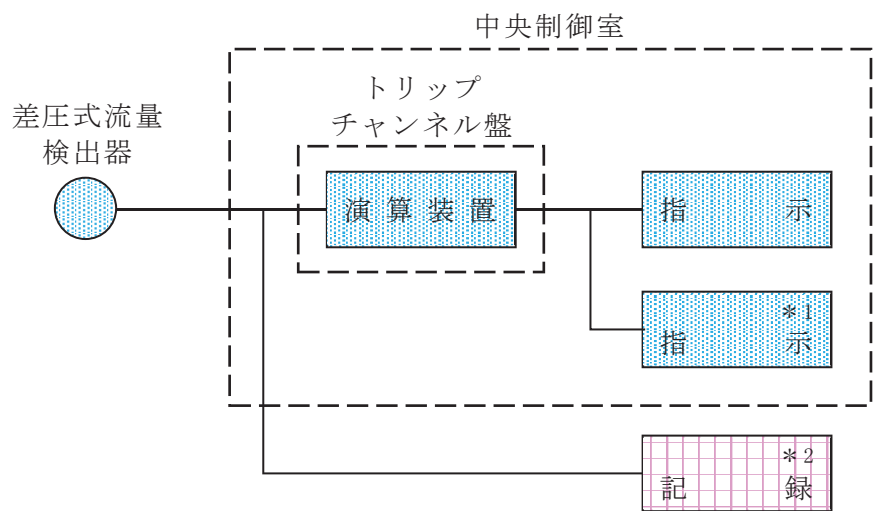 中央制御室
トリップ
チャンネル盤
差圧式流量
検出器
演算装置
指示
＊1
指示
＊2
記録